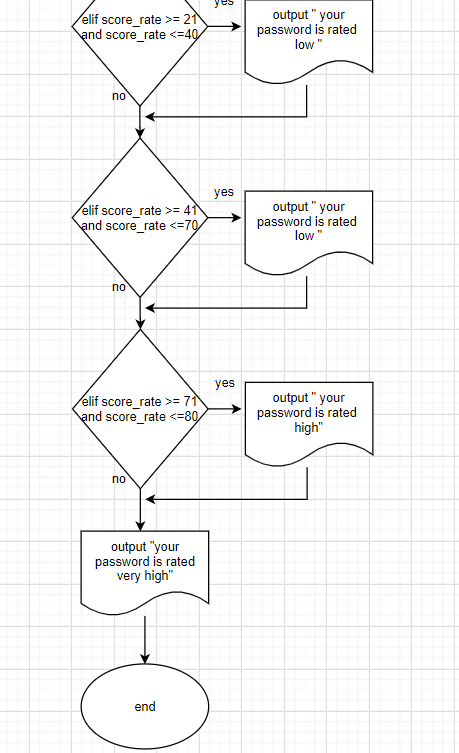 yes
elif score_rate >= 21
and score_rate <=40
output " your
password is rated
low "
no
yes
elif score_rate >= 41
and score_rate <=70
output " your
password is rated
low "
no
yes
elif score_rate >= 71
and score_rate <=80
output " your
password is rated
high"
no
output "your
password is rated
very high"
end